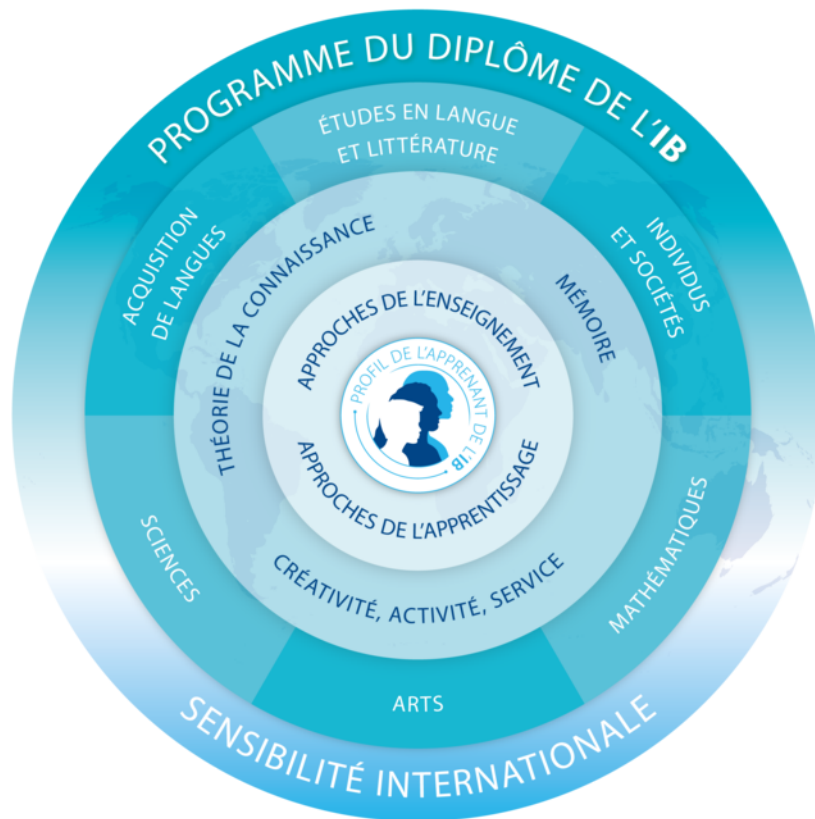 PROGRAMME DU DIPLÔME DE L'IB
ÉTUDES EN LANGUE
ET LITTÉRATURE
ACQUISITION
DE LANGUES
INDIVIDUS
ET SOCIÉTÉS
THÉORIE DE LA CONNAISSANCE
MÉMOIRE
APPROCHES DE L'ENSEIGNEMENT
PROFIL DE L'APPRENANT DE L'IB
APPROCHES DE L'APPRENTISSAGE
SCIENCES
CRÉATIVITÉ, ACTIVITÉ, SERVICE
MATHÉMATIQUES
ARTS
SENSIBILITÉ INTERNATIONALE